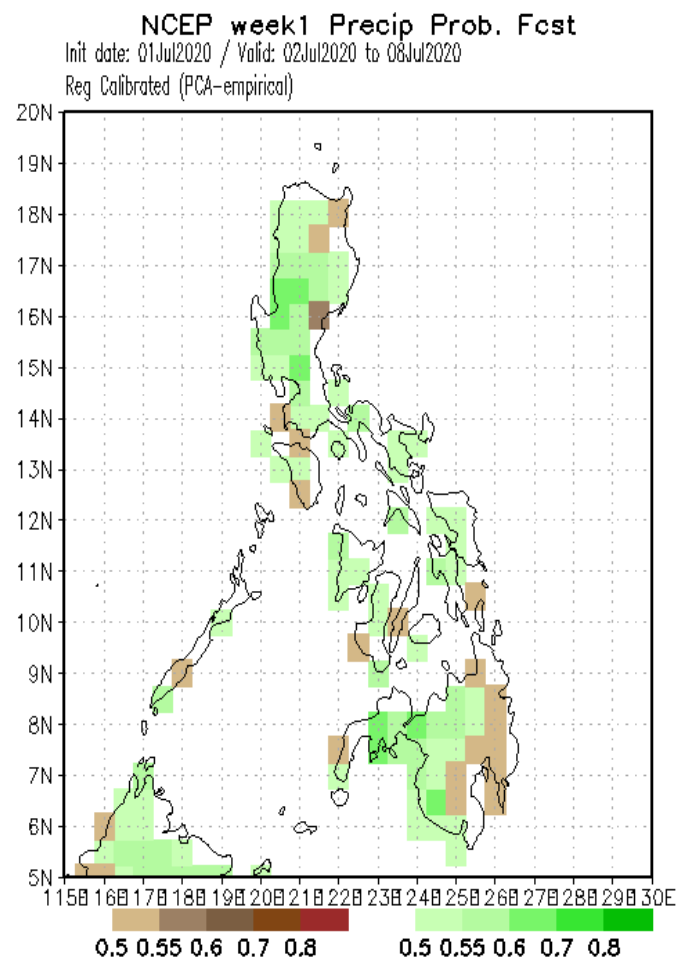 NCEP week1 Precip Prob. Fcst
Init date: 01Jul2020 / Valid: 02Jul2020 to 08Jul2020
Reg Calibrated (PCA-empirical)
20N
19N
18N
17N
16N
15N
14N
13N
12N
11N
10N
9N
8N
7N
6N
5N
115E 116E 117E 118E 119E 120E 121E 122E 123E 124E 125E 126E 127E 128E 129E 130E
0.5 0.55 0.6 0.7 0.8 0.5 0.55 0.6 0.7 0.8